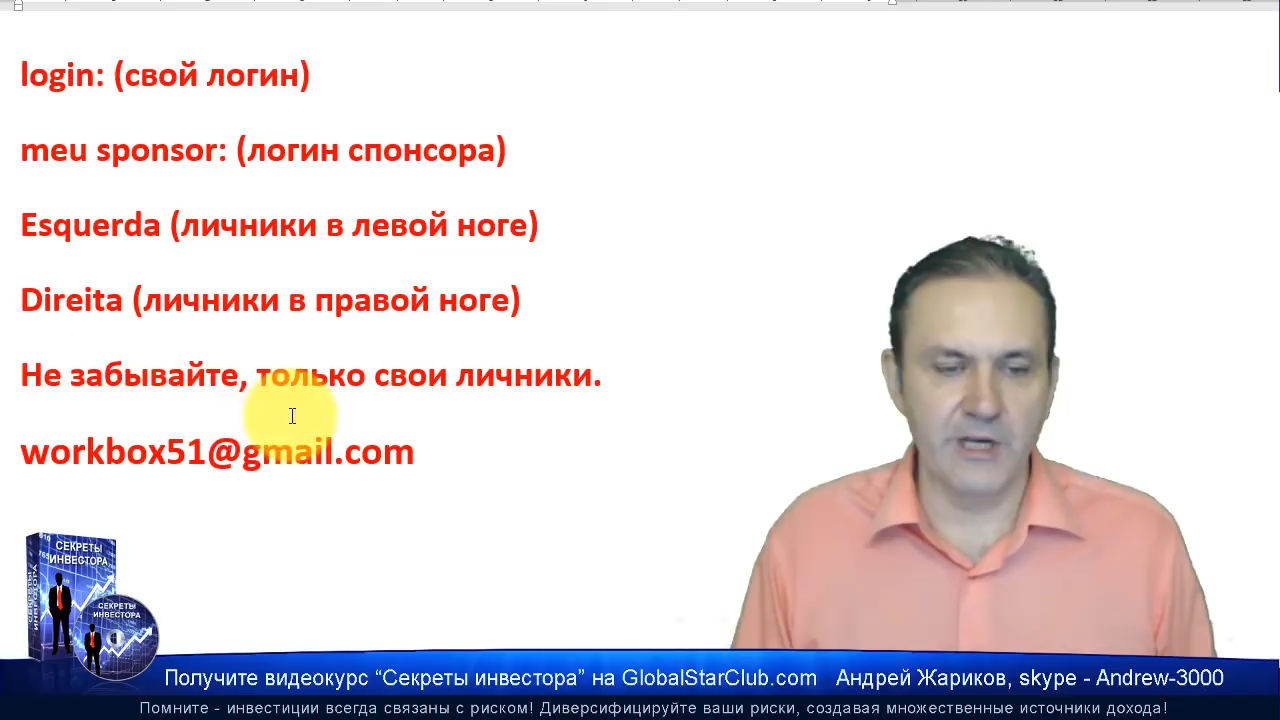 login: (свой логин)
meu sponsor: (логин спонсора)
Esquerda (личники в левой ноге)
Direita (личники в правой ноге)
Не забывайте, только свои личники.
workbox51@gmail.com
СЕКРЕТЫ
ИНВЕСТОРА
СЕКРЕТЫ
ИНВЕСТОРА
Получите видеокурс “Секреты инвестора” на GlobalStarClub.com Андрей Жариков, skype - Andrew-3000
Помните - инвестиции всегда связаны с риском! Диверсифицируйте ваши риски, создавая множественные источники дохода!